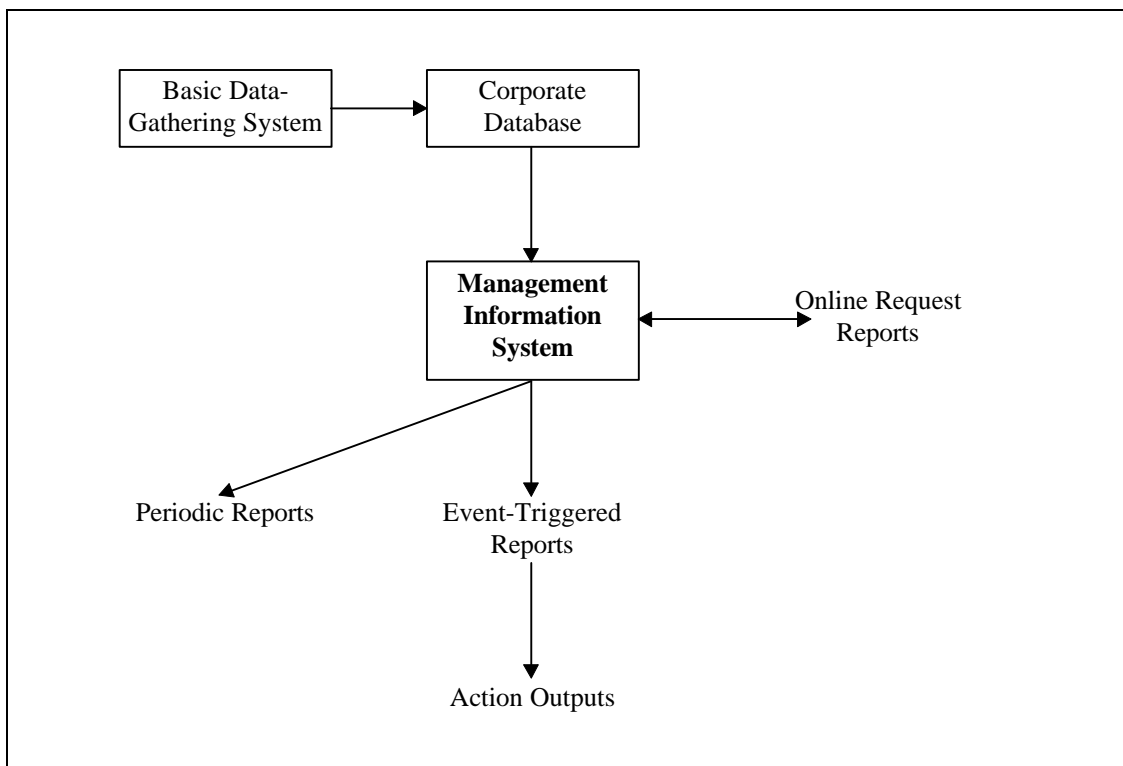 Basic Data-
Gathering System
Corporate
Database
Management
Information
System
Online Request
Reports
Periodic Reports
Event-Triggered
Reports
Action Outputs